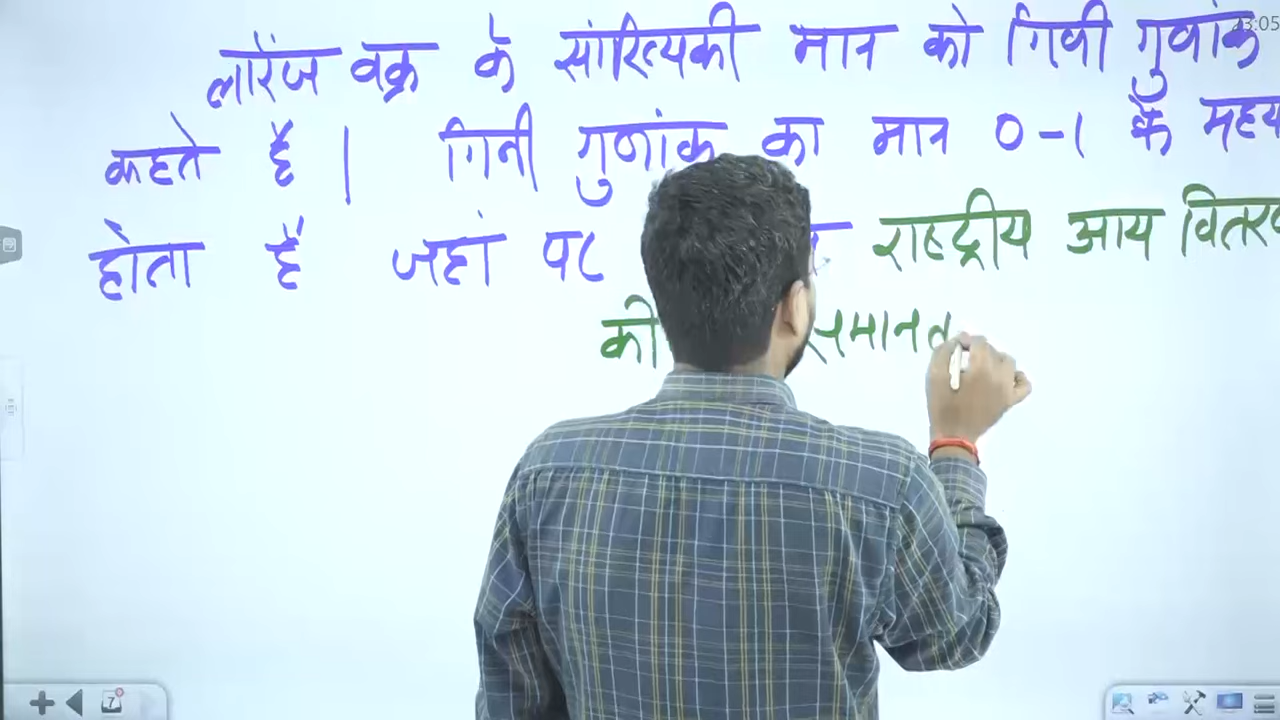 लॉरेंज वक्र के सांख्यिकी मान को गिनी गुणांक
कहते है | गिनी गुणांक का मान 0-1 के मध्य
होता है जहां पर राष्ट्रीय आय वितरण
की समानत